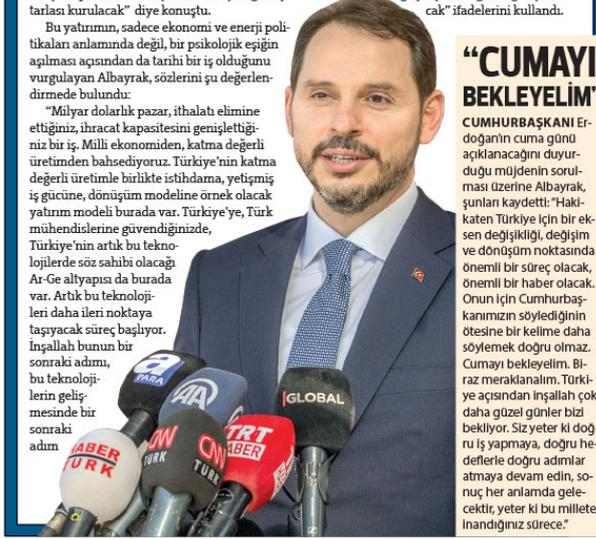 tarlası kurulacak” diye konuştu.
Bu yatırımın, sadece ekonomi ve enerji poli-
tikaları anlamında değil, bir psikolojik eşiğin
aşılması açısından da tarihi bir iş olduğunu
vurgulayan Albayrak, sözlerini şu değerlen-
dirmede bulundu:
“Milyar dolarlık pazar, ithalatı elimine
ettiğiniz, ihracat kapasitesini genişlettiği-
niz bir iş. Milli ekonomiden, katma değerli
üretimden bahsediyoruz. Türkiye’nin katma
değerli üretimle birlikte istihdama, yetişmiş
iş gücüne, dönüşüm modeline örnek olacak
yatırım modeli burada var. Türkiye’ye, Türk
mühendislerine güvendiğinizde,
Türkiye’nin artık bu tekno-
lojilerde söz sahibi olacağı
Ar-Ge altyapısı da burada
var. Artık bu teknoloji-
leri daha ileri noktaya
taşıyacak süreç başlıyor.
İnşallah bunun bir
sonraki adımı,
bu teknoloji-
lerin geliş-
mesinde bir
sonraki
adım
cak” ifadelerini kullandı.
“CUMAYI
BEKLEYELİM”
CUMHURBAŞKANI Er-
doğan’ın cuma günü
açıklanacağını duyur-
duğu müjdenin sorul-
ması üzerine Albayrak,
şunları kaydetti: “Haki-
katen Türkiye için bir ek-
sen değişikliği, değişim
ve dönüşüm noktasında
önemli bir süreç olacak,
önemli bir haber olacak.
Onun için Cumhurbaş-
kanımızın söylediğinin
ötesine bir kelime daha
söylemek doğru olmaz.
Cumayı bekleyelim. Bi-
raz meraklanalım. Türki-
ye açısından inşallah çok
daha güzel günler bizi
bekliyor. Siz yeter ki doğ-
ru iş yapmaya, doğru he-
deflerle doğru adımlar
atmaya devam edin, so-
nuç her anlamda gele-
cektir, yeter ki bu millete
inandığınız sürece.”
a
PARA
AA
GLOBAL
HABER
TÜRK
CNN
TÜRK
CNN
TÜRK
TRT
HABER